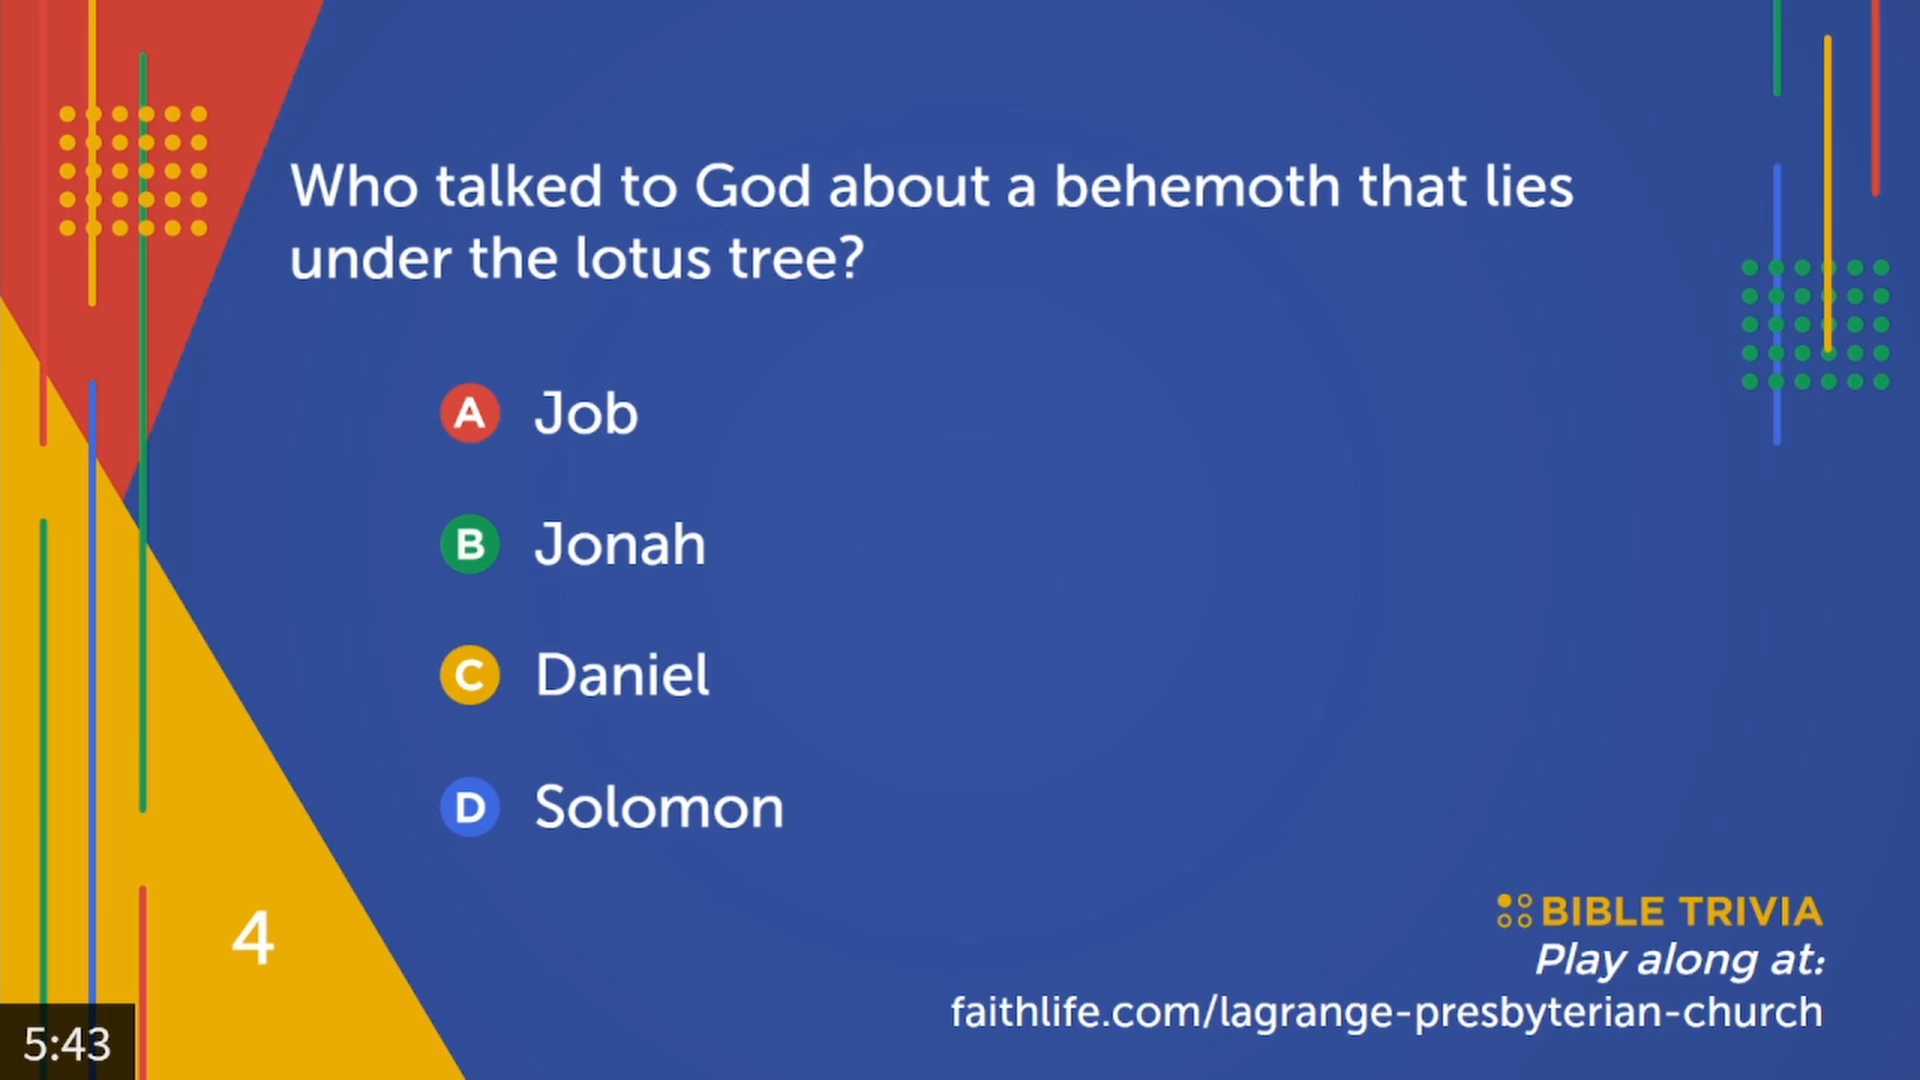 Who talked to God about a behemoth that lies
under the lotus tree?
A Job
B Jonah
C Daniel
D Solomon
4
BIBLE TRIVIA
Play along at:
faithlife.com/lagrange-presbyterian-church
5:43